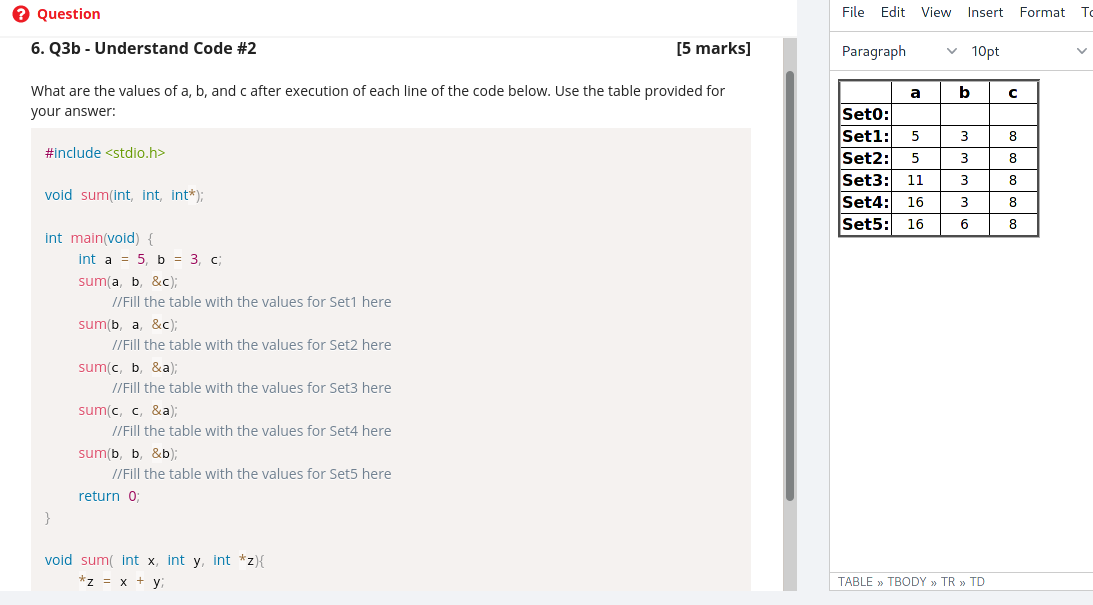 Question
6. Q3b - Understand Code #2 [5 marks]
What are the values of a, b, and c after execution of each line of the code below. Use the table provided for
your answer:
#include <stdio.h>
void sum(int, int, int*);
int main(void) {
int a = 5, b = 3, c;
sum(a, b, &c);
//Fill the table with the values for Set1 here
sum(b, a, &c);
//Fill the table with the values for Set2 here
sum(c, b, &a);
//Fill the table with the values for Set3 here
sum(c, c, &a);
//Fill the table with the values for Set4 here
sum(b, b, &b);
//Fill the table with the values for Set5 here
return 0;
}
void sum( int x, int y, int *z){
*z = x + y;
File Edit View Insert Format To
Paragraph 10pt
a b c
Set0:
Set1: 5 3 8
Set2: 5 3 8
Set3: 11 3 8
Set4: 16 3 8
Set5: 16 6 8
TABLE » TBODY » TR » TD